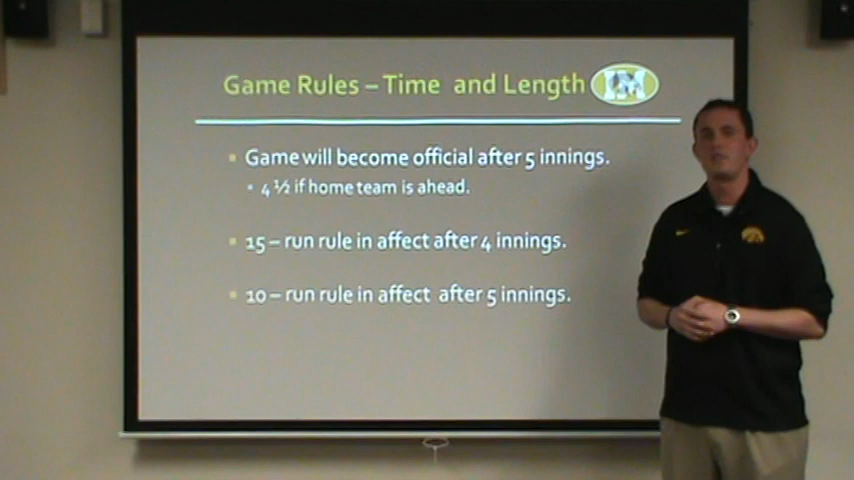 Game Rules – Time and Length
Game will become official after 5 innings.
4 ½ if home team is ahead.
15 – run rule in affect after 4 innings.
10 – run rule in affect after 5 innings.